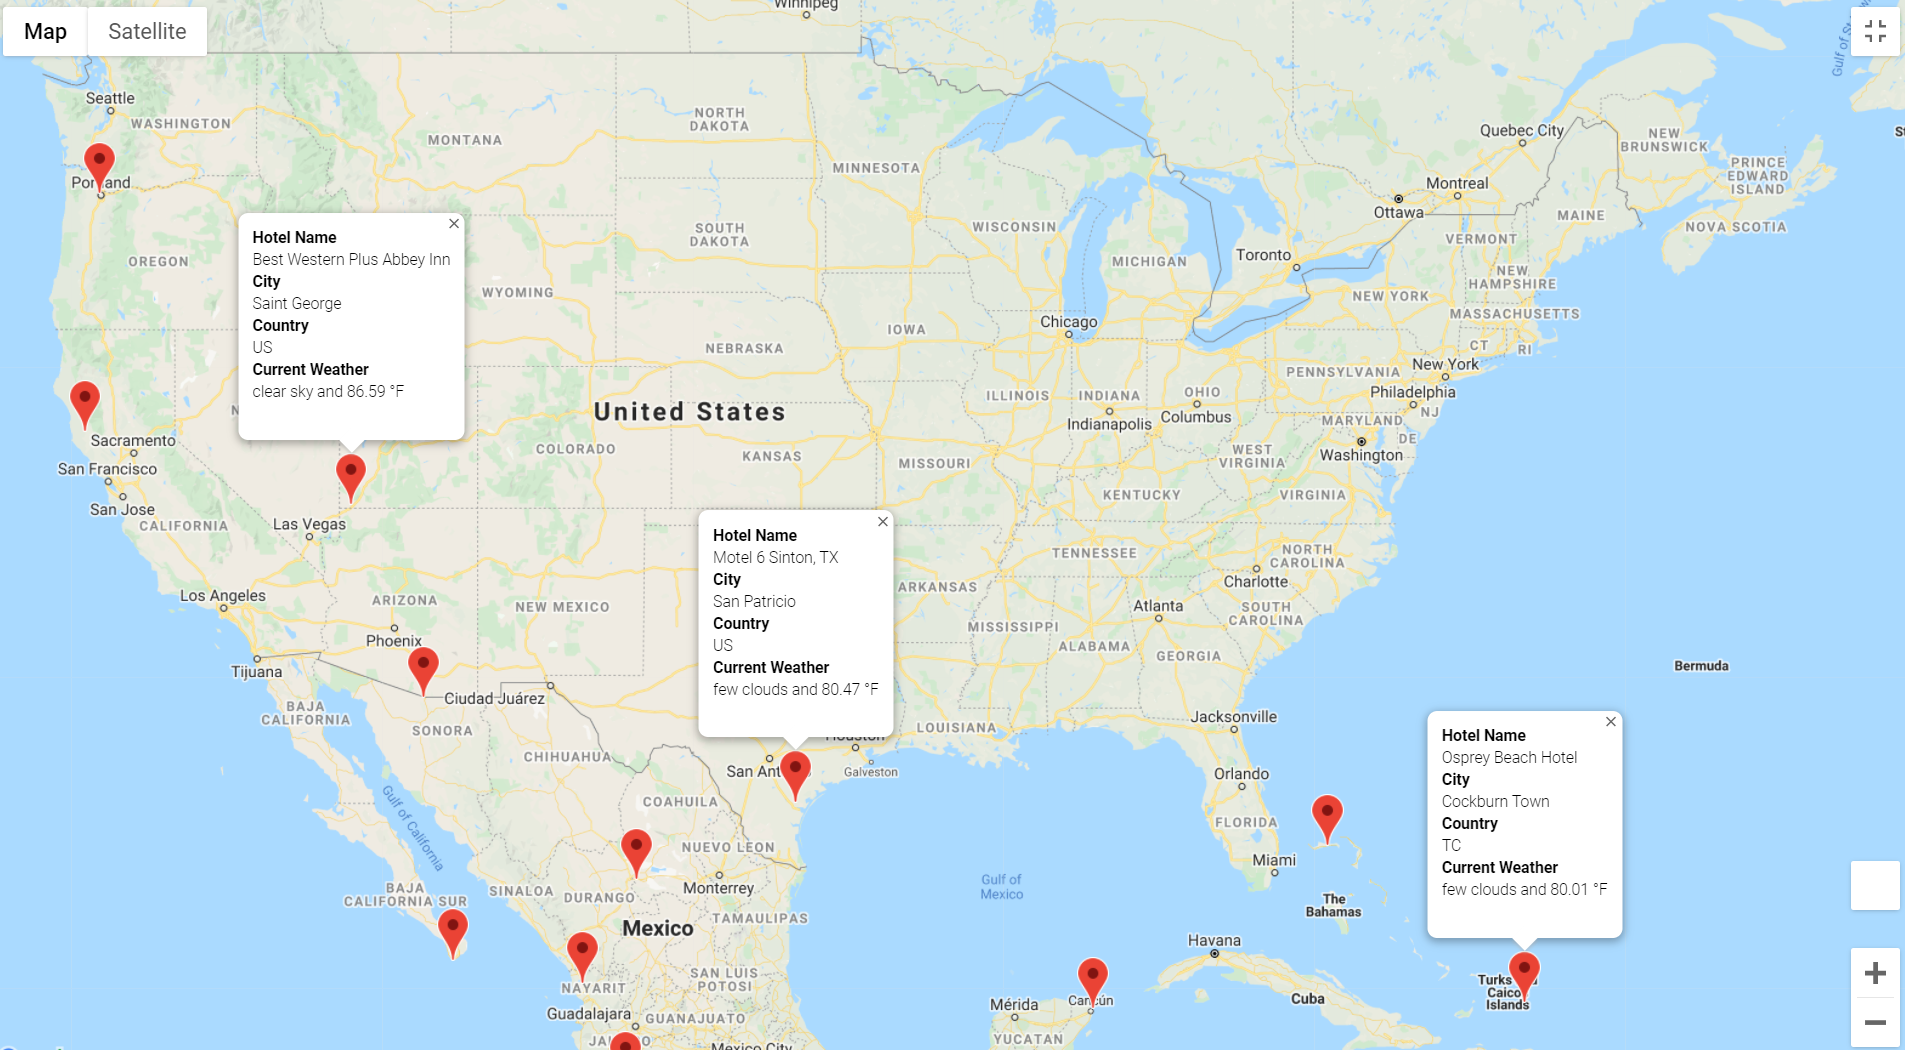 Map
Satellite
Winnipeg
Gulf of St
Seattle
WASHINGTON
MONTANA
NORTH
DAKOTA
MINNESOTA
Quebec City
NEW
BRUNSWICK
PRINCE
EDWARD
ISLAND
Portland
Montreal
Ottawa
MAINE
NOVA SCOTIA
OREGON
SOUTH
DAKOTA
WISCONSIN
MICHIGAN
Toronto
VERMONT
NEW
HAMPSHIRE
WYOMING
NEW YORK
MASSACHUSETTS
Hotel Name
Best Western Plus Abbey Inn
City
Saint George
Country
US
Current Weather
clear sky and 86.59 °F
Chicago
IOWA
NEBRASKA
CT
RI
PENNSYLVANIA
New York
Philadelphia
NJ
ILLINOIS
INDIANA
OHIO
Columbus
Indianapolis
MARYLAND
DE
Washington
United States
N
Sacramento
San Francisco
San Jose
COLORADO
KANSAS
MISSOURI
WEST
VIRGINIA
KENTUCKY
VIRGINIA
CALIFORNIA
Las Vegas
Hotel Name
Motel 6 Sinton, TX
City
San Patricio
Country
US
Current Weather
few clouds and 80.47 °F
TENNESSEE
NORTH
CAROLINA
Charlotte
Los Angeles
ARIZONA
NEW MEXICO
ARKANSAS
Atlanta
SOUTH
CAROLINA
Phoenix
MISSISSIPPI
ALABAMA
GEORGIA
Tijuana
Ciudad Juárez
Bermuda
BAJA
CALIFORNIA
SONORA
CHIHUAHUA
LOUISIANA
Jacksonville
Houston
San Ant
Galveston
Orlando
COAHUILA
Gulf of California
FLORIDA
Hotel Name
Osprey Beach Hotel
City
Cockburn Town
Country
TC
Current Weather
few clouds and 80.01 °F
NUEVO LEON
Miami
Monterrey
Gulf of
Mexico
BAJA
CALIFORNIA SUR
SINALOA
DURANGO
The
Bahamas
TAMAULIPAS
Mexico
Havana
SAN LUIS
POTOSI
NAYARIT
Cancún
Turks
Caico
Islands
Mérida
Cuba
Guadalajara
GUANAJUATO
YUCATAN
Mexico City